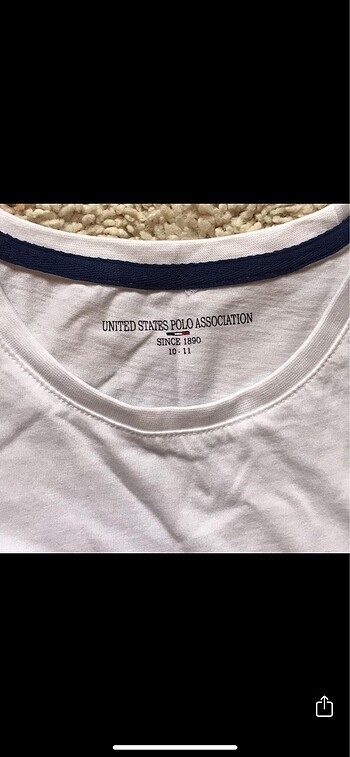 UNITED STATES POLO ASSOCIATION
SINCE 1890
10 - 11